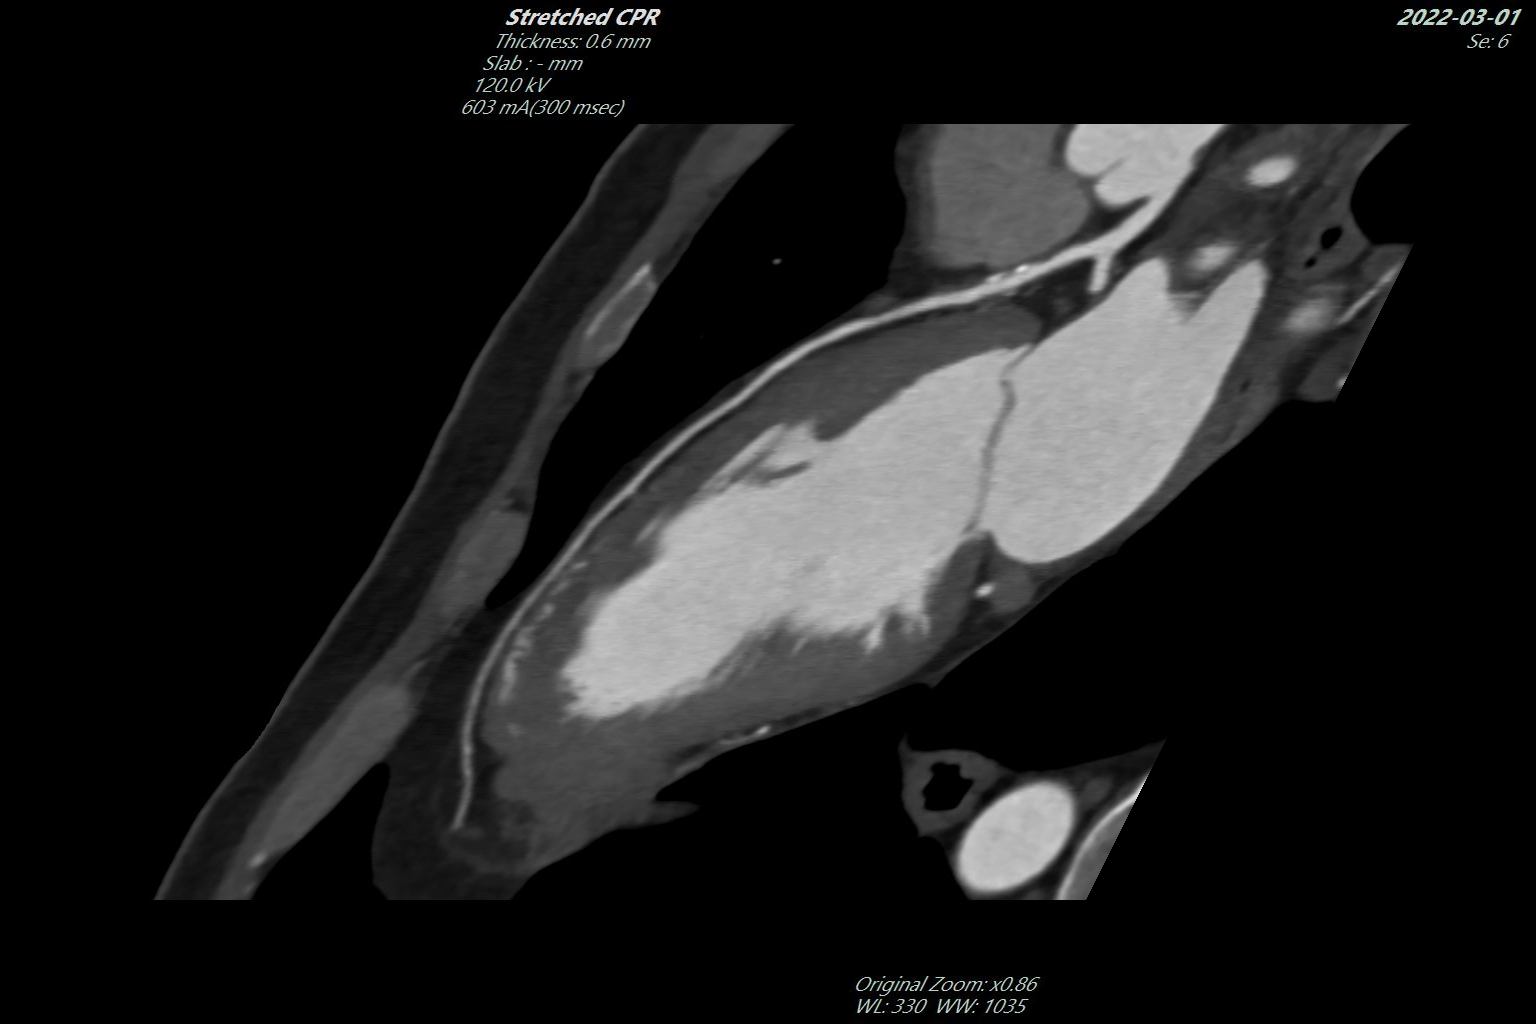 Stretched CPR
Thickness: 0.6 mm
Slab : - mm
120.0 kV
603 mA(300 msec)
2022-03-01
Se: 6
Original Zoom: x0.86
WL: 330 WW: 1035